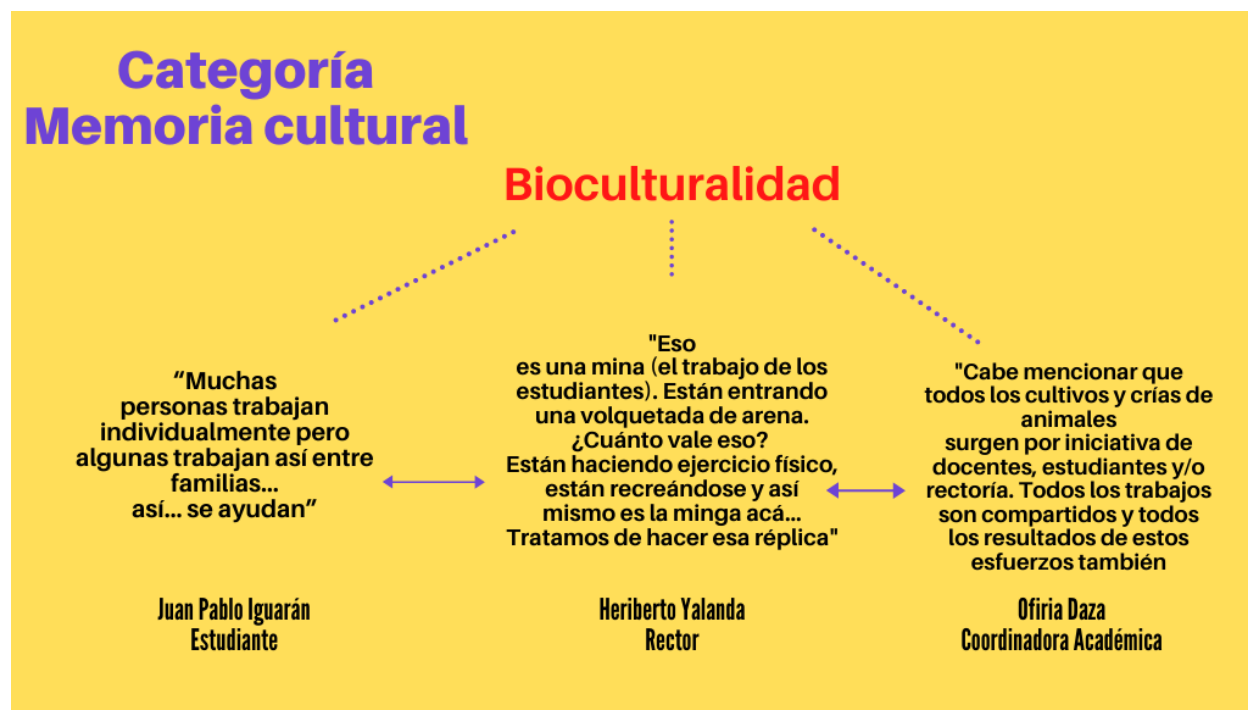 Categoría
Memoria cultural
Bioculturalidad
“Muchas
personas trabajan
individualmente pero
algunas trabajan así entre
familias...
así... se ayudan”
"Eso
es una mina (el trabajo de los
estudiantes). Están entrando
una volquetada de arena.
¿Cuánto vale eso?
Están haciendo ejercicio físico,
están recreándose y así
mismo es la minga acá...
Tratamos de hacer esa réplica"
"Cabe mencionar que
todos los cultivos y crías de
animales
surgen por iniciativa de
docentes, estudiantes y/o
rectoría. Todos los trabajos
son compartidos y todos
los resultados de estos
esfuerzos también
Juan Pablo Iguarán
Estudiante
Heriberto Yalanda
Rector
Ofiria Daza
Coordinadora Académica